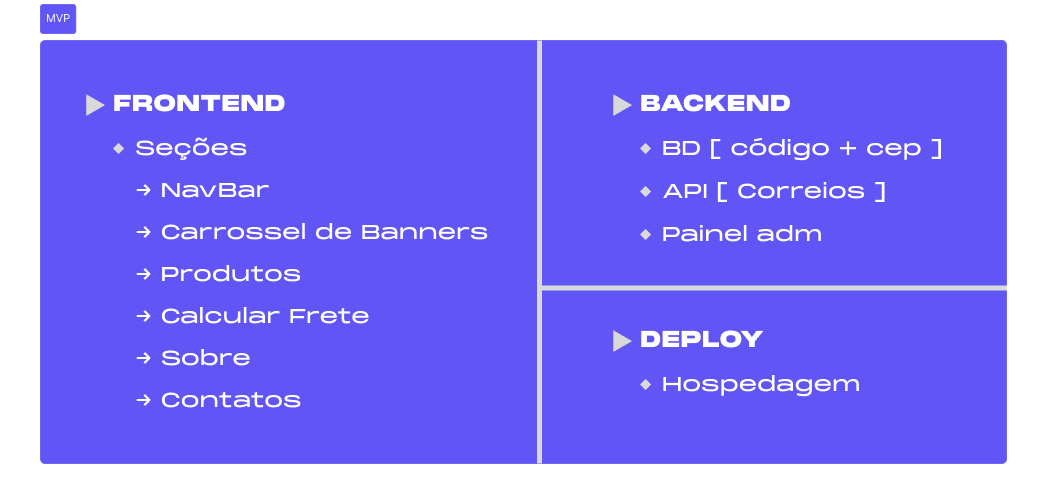 MVP
FRONTEND
Seções
→ NavBar
→ Carrossel de Banners
→ Produtos
→ Calcular Frete
→ Sobre
→ Contatos
BACKEND
BD [ código + cep ]
API [ Correios ]
Painel adm
DEPLOY
Hospedagem